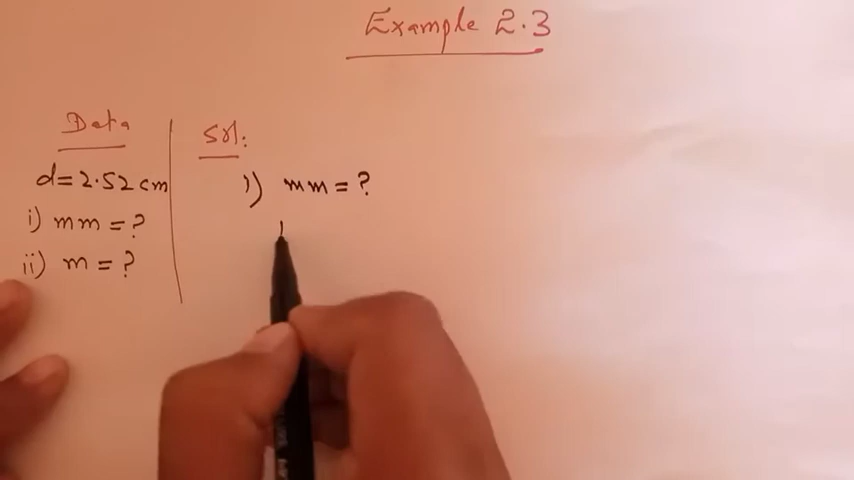 Example 2.3
Data
d=2.52 cm
i) mm = ?
ii) m = ?
Sol:
i) mm = ?
1